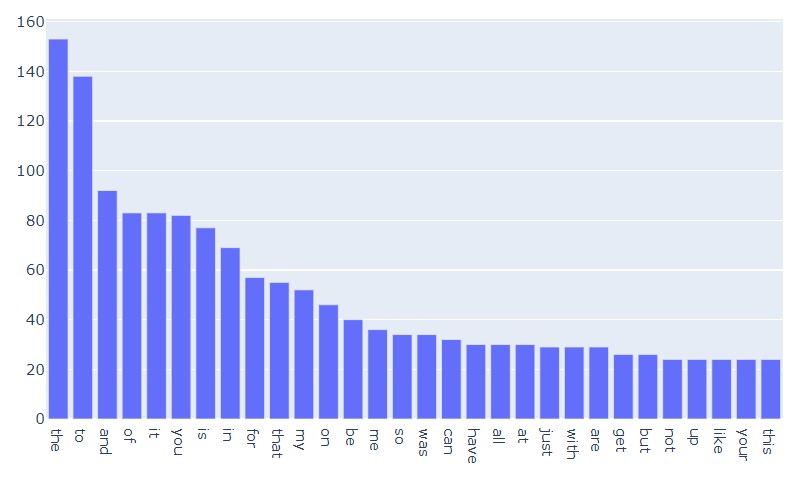 160
140
120
100
80
60
40
20
0
the
to
and
of
it
you
is
in
for
that
my
on
be
me
so
was
can
have
all
at
just
with
are
get
but
not
up
like
your
this